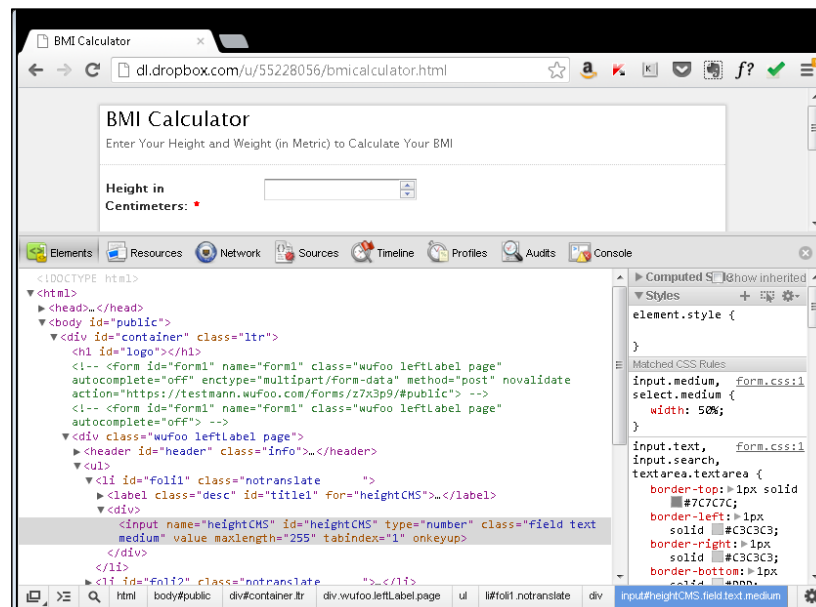 BMI Calculator
dl.dropbox.com/u/55228056/bmicalculator.html
BMI Calculator
Enter Your Height and Weight (in Metric) to Calculate Your BMI
Height in
Centimeters: *
Elements Resources Network Sources Timeline Profiles Audits Console
<!DOCTYPE html>
▼<html>
▶<head>…</head>
▼<body id="public">
▼<div id="container" class="ltr">
<h1 id="logo"></h1>
<!-- <form id="form1" name="form1" class="wufoo leftLabel page"
autocomplete="off" enctype="multipart/form-data" method="post" novalidate
action="https://testmann.wufoo.com/forms/z7x3p9/#public"> -->
<!-- <form id="form1" name="form1" class="wufoo leftLabel page"
autocomplete="off"> -->
▼<div class="wufoo leftLabel page">
▶<header id="header" class="info">…</header>
▼<ul>
▼<li id="foli1" class="notranslate      ">
▶<label class="desc" id="title1" for="heightCMS">…</label>
▼<div>
<input name="heightCMS" id="heightCMS" type="number" class="field text
medium" value maxlength="255" tabindex="1" onkeyup>
</div>
</li>
▶<li id="foli2" class="notranslate      ">…</li>
html body#public div#container.ltr div.wufoo.leftLabel.page ul li#foli1.notranslate div input#heightCMS.field.text.medium
▶ Computed Show inherited
▼ Styles
element.style {
}
Matched CSS Rules
input.medium, form.css:1
select.medium {
width: 50%;
}
input.text, form.css:1
input.search,
textarea.textarea {
border-top:▶1px solid
#7C7C7C;
border-left:▶1px
solid #C3C3C3;
border-right:▶1px
solid #C3C3C3;
border-bottom:▶1px
solid #DDD;